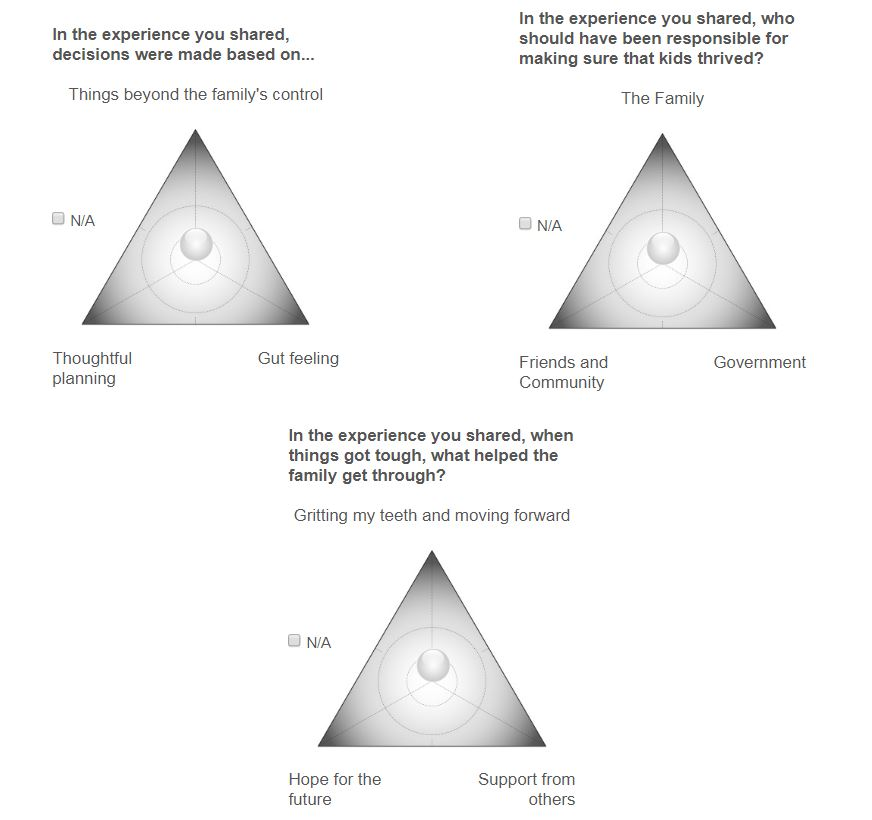 In the experience you shared,
decisions were made based on...
Things beyond the family's control
N/A
Thoughtful
planning
Gut feeling
In the experience you shared, who
should have been responsible for
making sure that kids thrived?
The Family
N/A
Friends and
Community
Government
In the experience you shared, when
things got tough, what helped the
family get through?
Gritting my teeth and moving forward
N/A
Hope for the
future
Support from
others